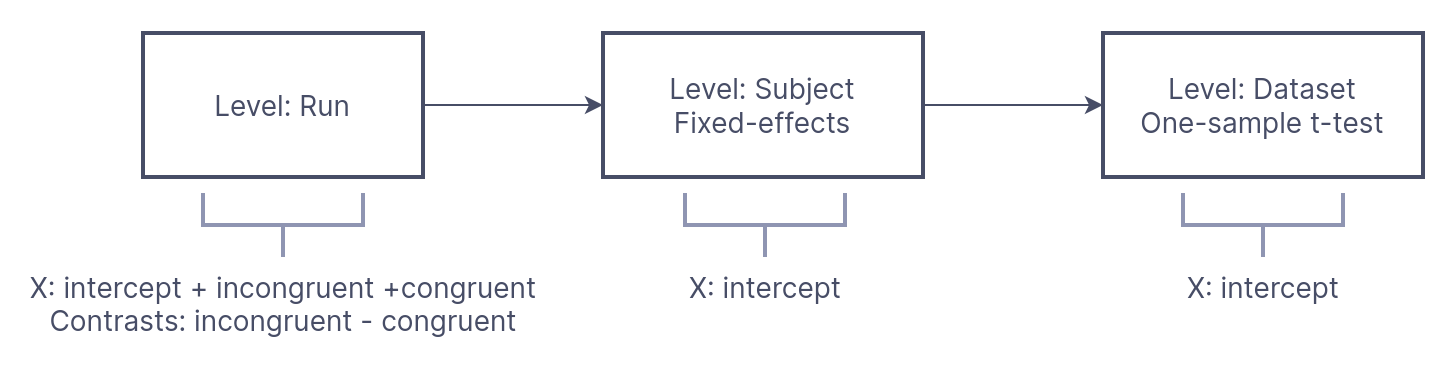 Level: Run
Level: Subject
Fixed-effects
Level: Dataset
One-sample t-test
X: intercept + incongruent +congruent
Contrasts: incongruent - congruent
X: intercept
X: intercept